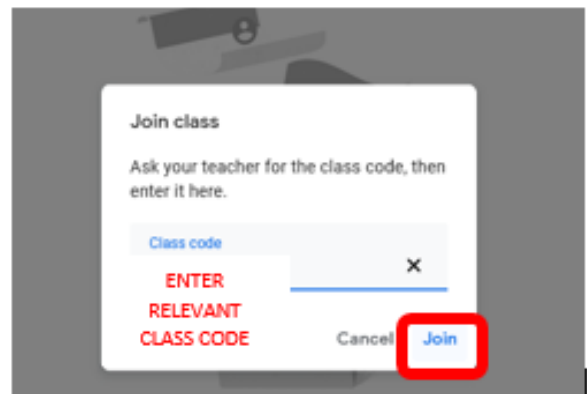 Join class
Ask your teacher for the class code, then
enter it here.
Class code
ENTER
RELEVANT
CLASS CODE
Cancel Join